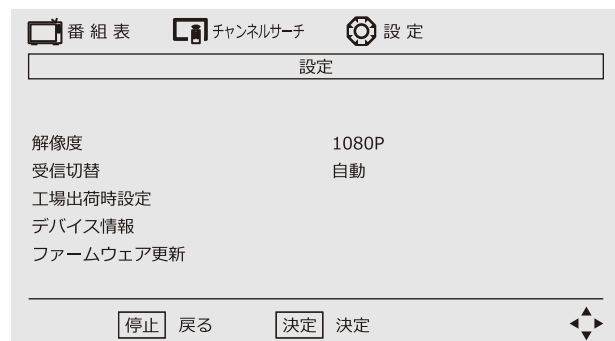 番組表 チャンネルサーチ 設定
設定
解像度 1080P
受信切替 自動
工場出荷時設定
デバイス情報
ファームウェア更新
停止 戻る 決定 決定